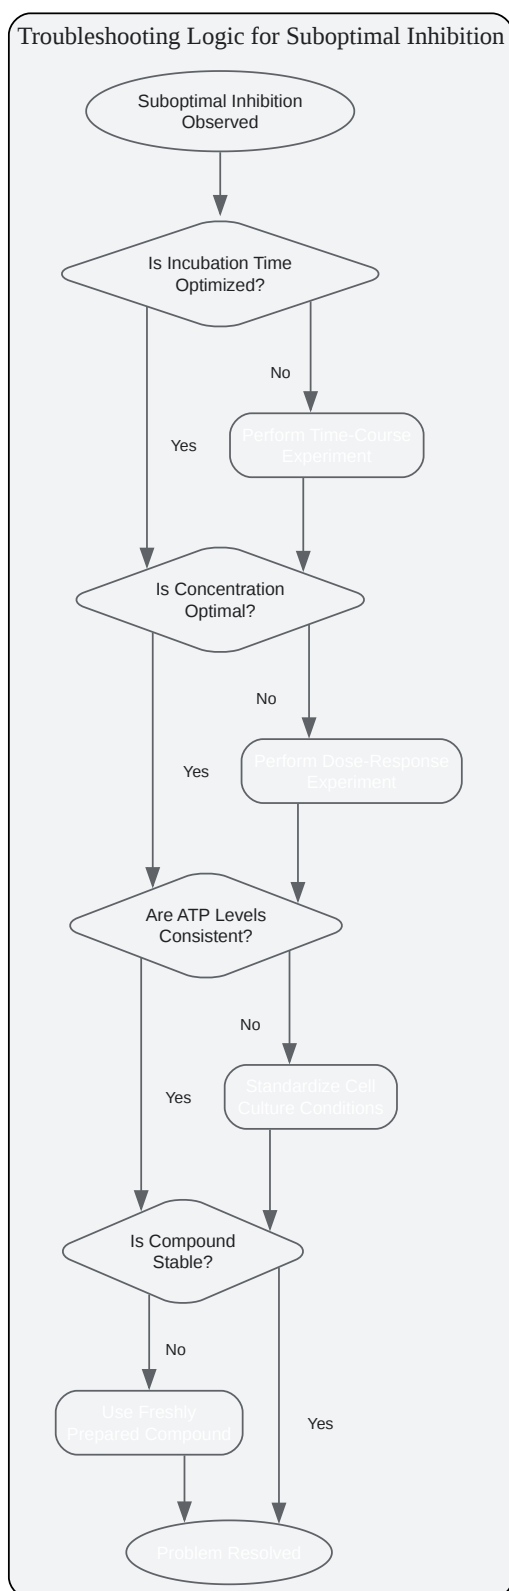 Troubleshooting Logic for Suboptimal Inhibition
Suboptimal Inhibition
Observed
Is Incubation Time
Optimized?
No
Perform Time-Course
Experiment
Yes
Is Concentration
Optimal?
No
Perform Dose-Response
Experiment
Yes
Are ATP Levels
Consistent?
No
Standardize Cell
Culture Conditions
Yes
Is Compound
Stable?
No
Use Freshly
Prepared Compound
Yes
Problem Resolved